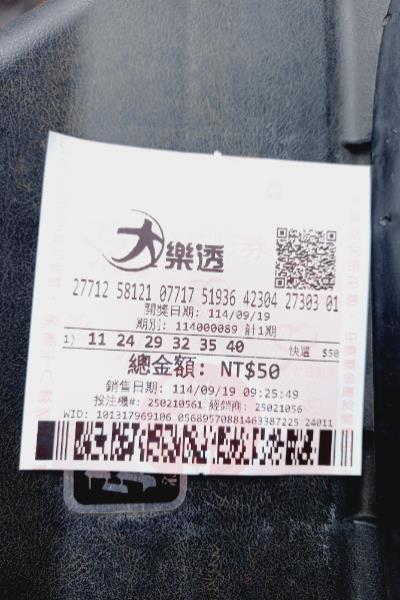 大樂透
27712 58121 07717 51936 42304 27303 01
開獎日期: 114/09/19
期別: 114000089 計1期
1) 11 24 29 32 35 40 快選 $50
總金額: NT$50
銷售日期: 114/09/19 09:25:49
投注機#: 250210561 經銷商: 25021056
WID: 101317969106 05689570881463387225 24011